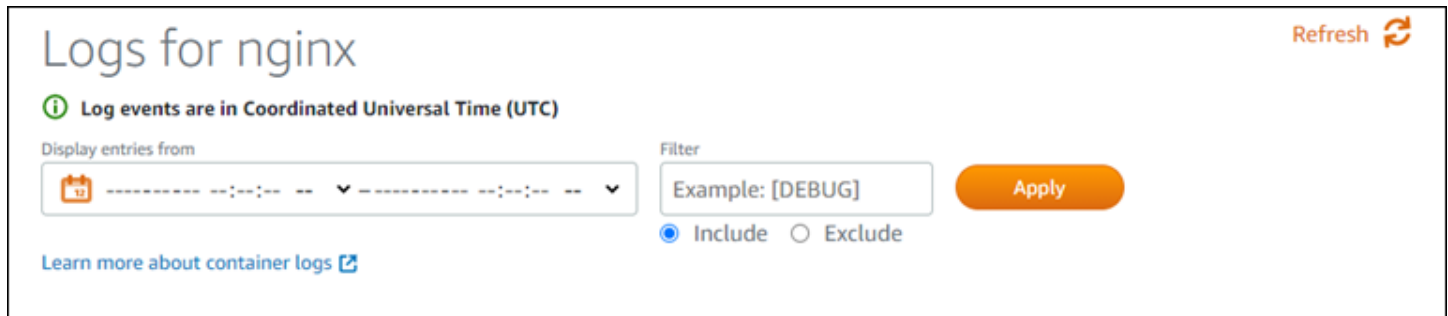 Logs for nginx
Refresh
Log events are in Coordinated Universal Time (UTC)
Display entries from
Filter
12 ---------- --:--:-- -- – ---------- --:--:-- --
Example: [DEBUG]
Apply
Include
Exclude
Learn more about container logs